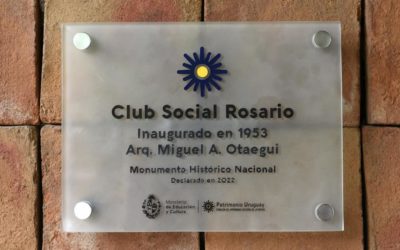 Club Social Rosario
Inaugurado en 1953
Arq. Miguel A. Otaegui
Monumento Histórico Nacional
Declarado en 2022
Ministerio
de Educación
y Cultura
Patrimonio Uruguay